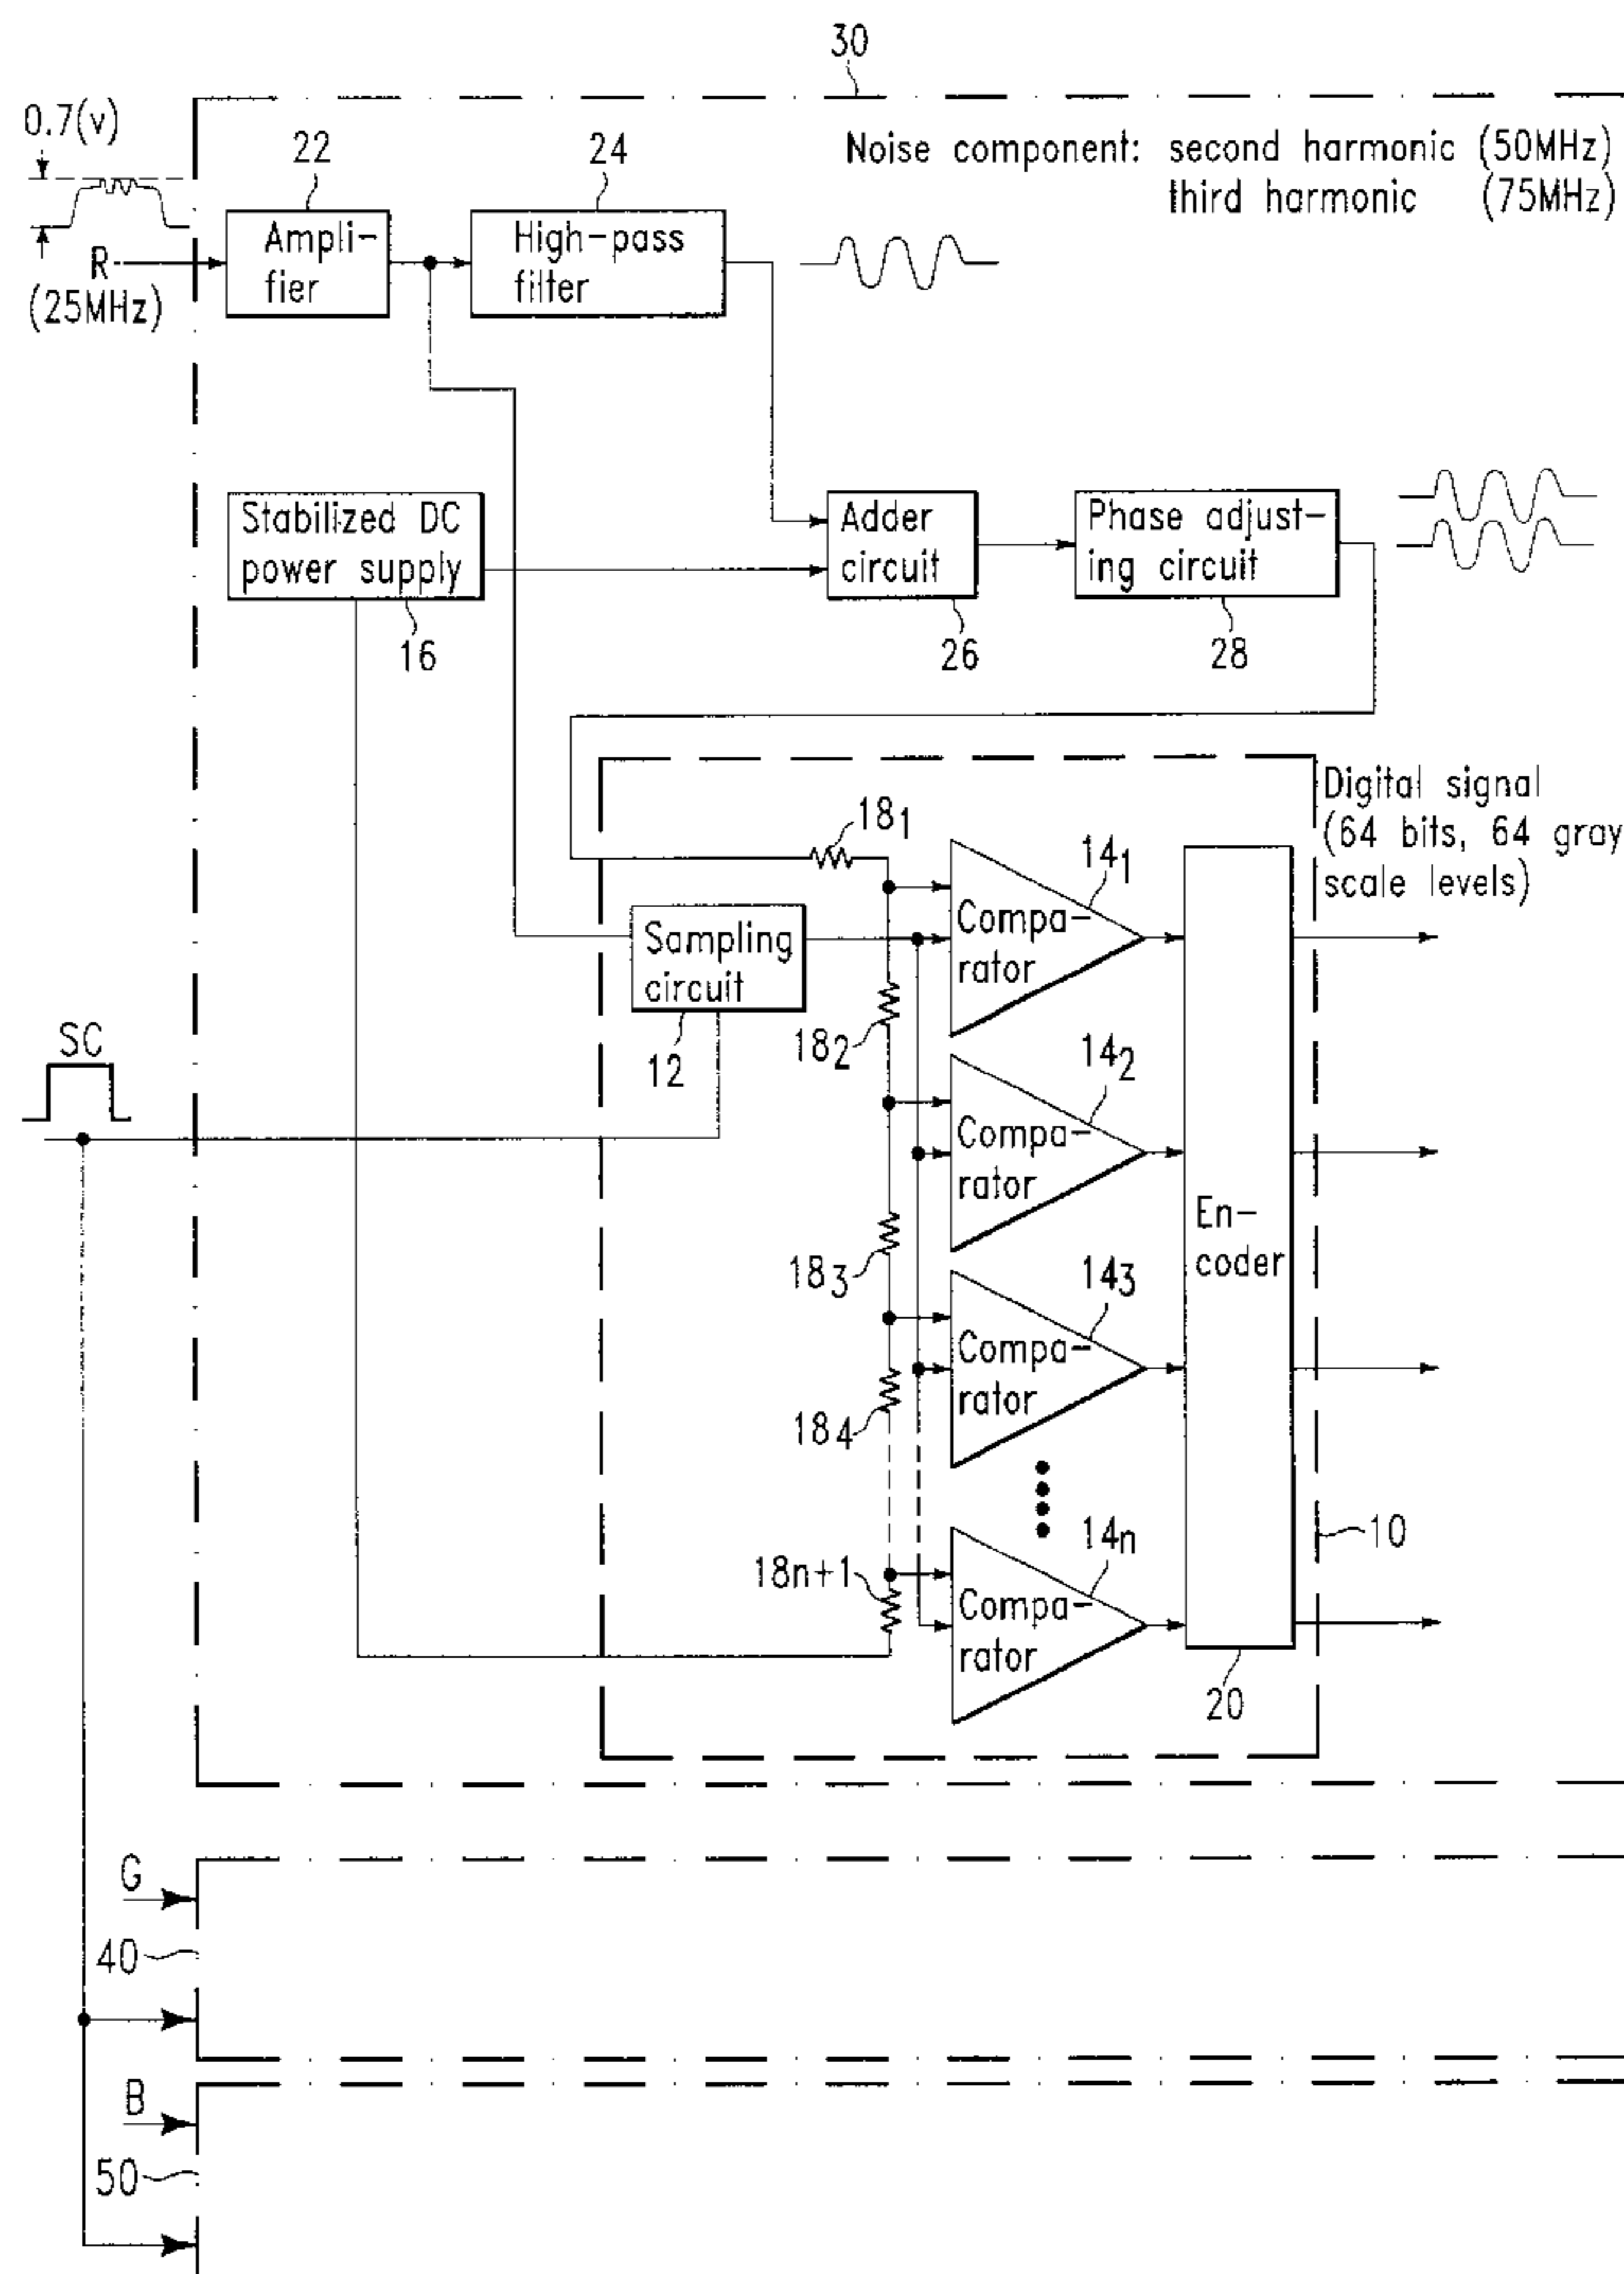 30
0.7(v)
22
24
Noise component: second harmonic (50MHz)
third harmonic (75MHz)
Ampli-
fier
High-pass
filter
R
(25MHz)
Stabilized DC
power supply
Adder
circuit
Phase adjust-
ing circuit
16
26
28
Digital signal
(64 bits, 64 gray
scale levels)
18₁
14₁
Compa-
rator
Sampling
circuit
SC
12
18₂
14₂
Compa-
rator
En-
coder
18₃
14₃
Compa-
rator
18₄
14n
10
18n+1
Compa-
rator
20
G
40
B
50